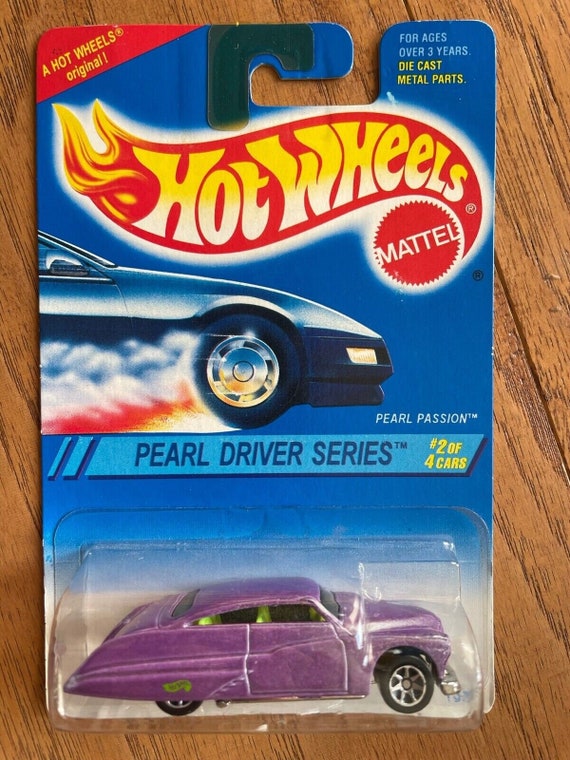 A HOT WHEELS®
original!
FOR AGES
OVER 3 YEARS.
DIE CAST
METAL PARTS.
HOT WHEELS®
MATTEL®
PEARL PASSION™
PEARL DRIVER SERIES™
#2 OF
4 CARS